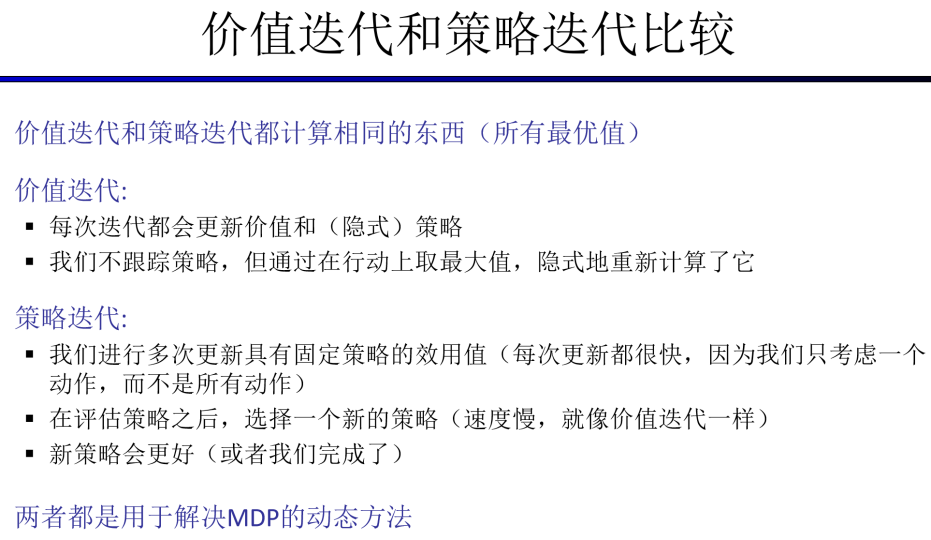 价值迭代和策略迭代比较
价值迭代和策略迭代都计算相同的东西（所有最优值）
价值迭代:
▪ 每次迭代都会更新价值和（隐式）策略
▪ 我们不跟踪策略，但通过在行动上取最大值，隐式地重新计算了它
策略迭代:
▪ 我们进行多次更新具有固定策略的效用值（每次更新都很快，因为我们只考虑一个
动作，而不是所有动作）
▪ 在评估策略之后，选择一个新的策略（速度慢，就像价值迭代一样）
▪ 新策略会更好（或者我们完成了）
两者都是用于解决MDP的动态方法